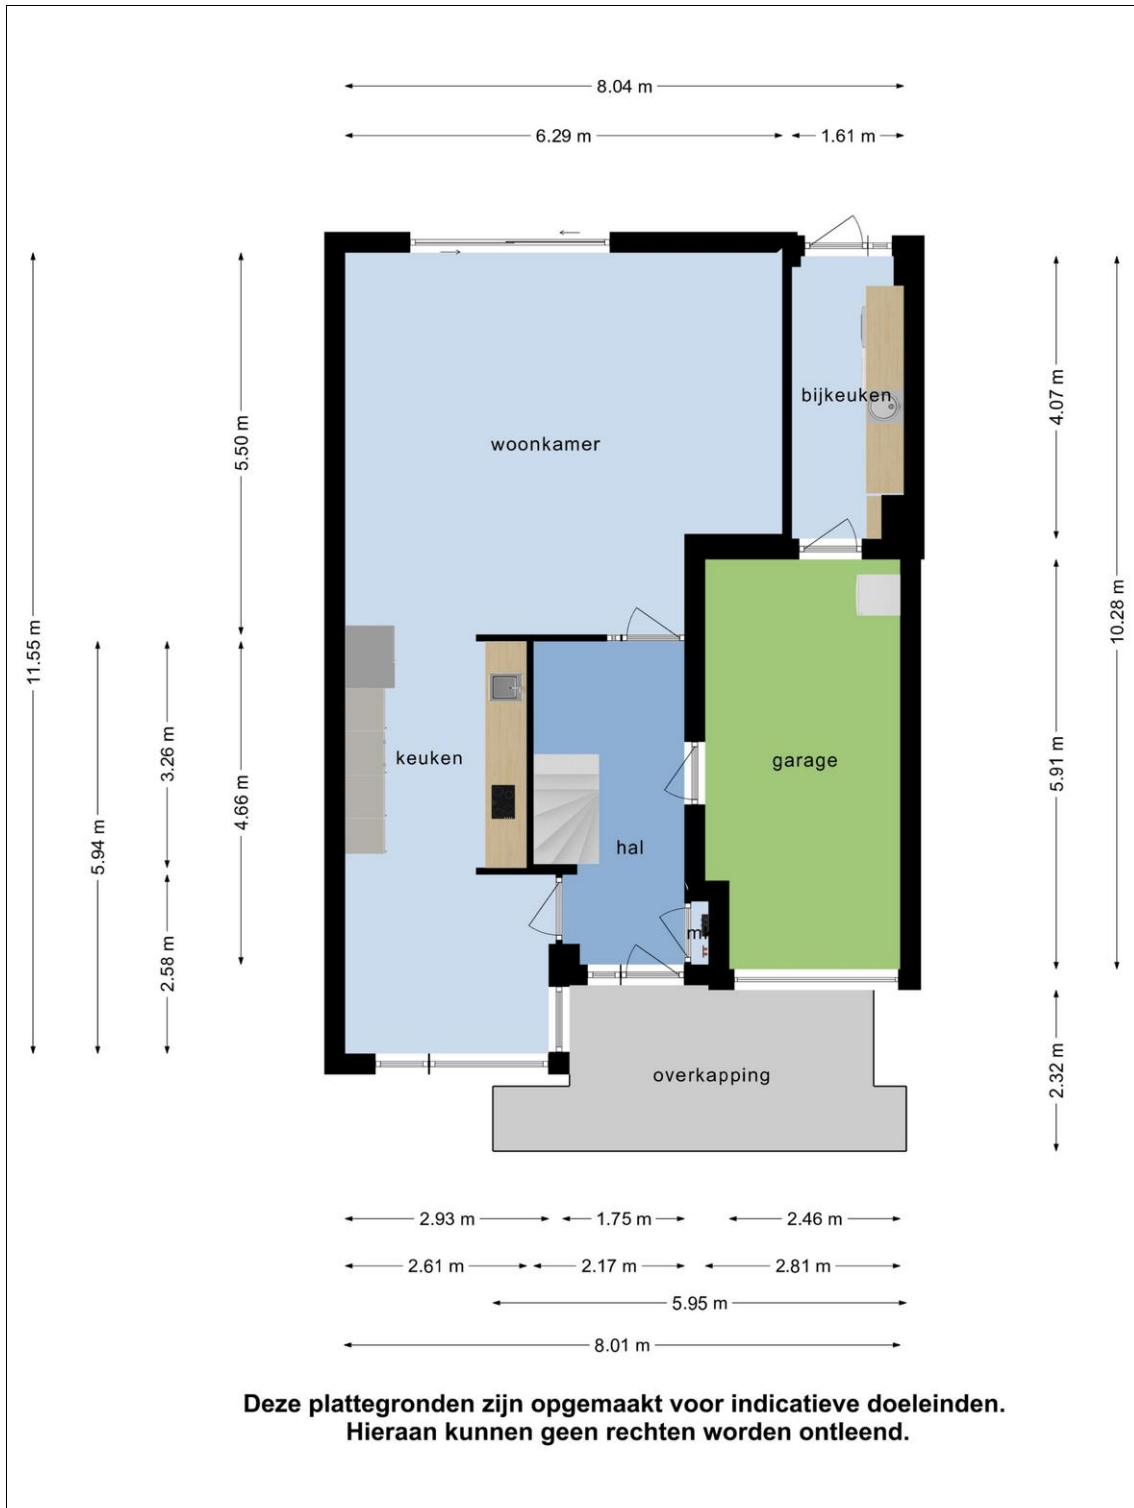 8.04 m
6.29 m
1.61 m
11.55 m
5.50 m
4.07 m
10.28 m
bijkeuken
woonkamer
5.94 m
3.26 m
4.66 m
keuken
garage
5.91 m
hal
2.58 m
overkapping
2.32 m
2.93 m
1.75 m
2.46 m
2.61 m
2.17 m
2.81 m
5.95 m
8.01 m
Deze plattegronden zijn opgemaakt voor indicatieve doeleinden.
Hieraan kunnen geen rechten worden ontleend.